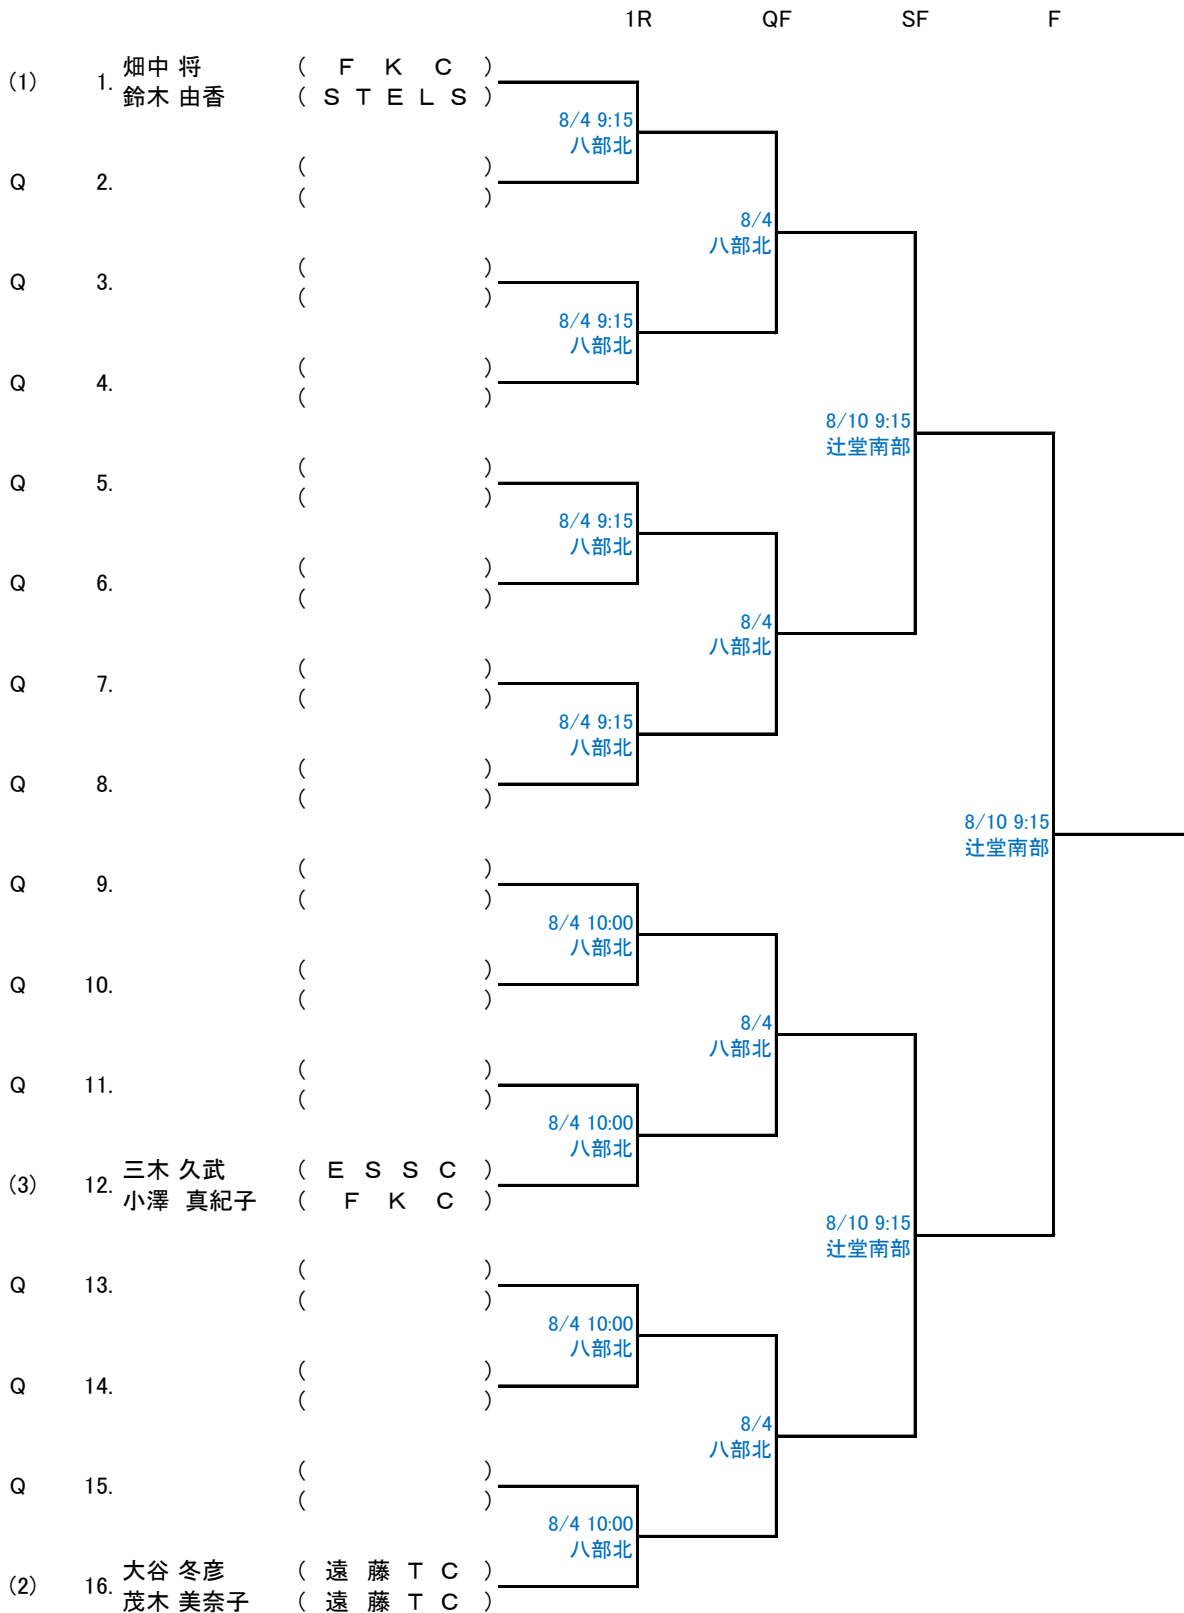 1R QF SF F
畑中 将 ( F K C )
(1) 1.
鈴木 由香 ( S T E L S )
8/4 9:15
八部北
( )
Q 2.
( )
8/4
八部北
( )
Q 3.
( )
8/4 9:15
八部北
( )
Q 4.
( )
8/10 9:15
辻堂南部
( )
Q 5.
( )
8/4 9:15
八部北
( )
Q 6.
( )
8/4
八部北
( )
Q 7.
( )
8/4 9:15
八部北
( )
Q 8.
( )
8/10 9:15
辻堂南部
( )
Q 9.
( )
8/4 10:00
八部北
( )
Q 10.
( )
8/4
八部北
( )
Q 11.
( )
8/4 10:00
八部北
三木 久武 ( E S S C )
(3) 12.
小澤 真紀子 ( F K C )
8/10 9:15
辻堂南部
( )
Q 13.
( )
8/4 10:00
八部北
( )
Q 14.
( )
8/4
八部北
( )
Q 15.
( )
8/4 10:00
八部北
大谷 冬彦 ( 遠 藤 T C )
(2) 16.
茂木 美奈子 ( 遠 藤 T C )